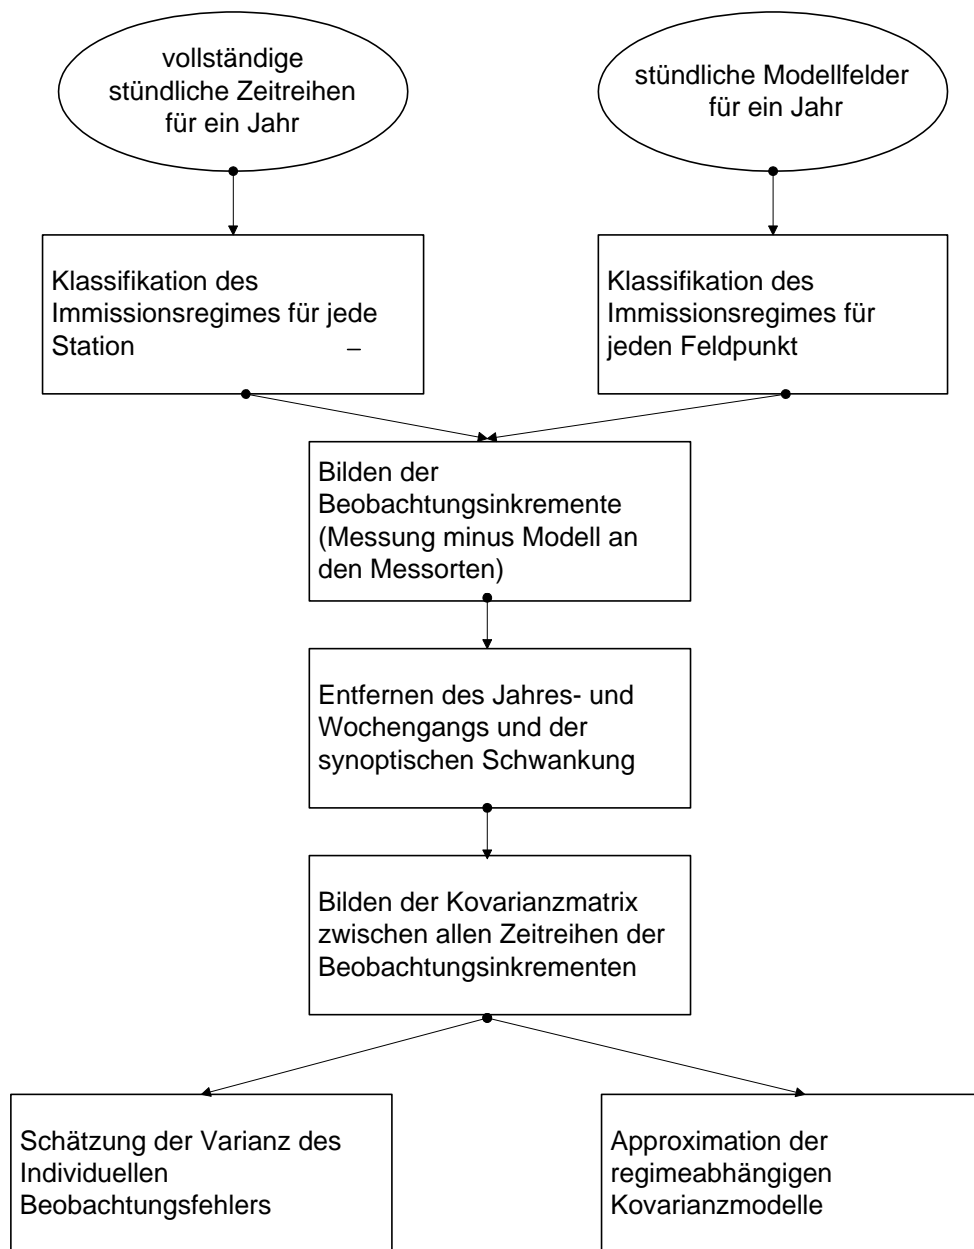 vollständige
stündliche Zeitreihen
für ein Jahr
stündliche Modellfelder
für ein Jahr
Klassifikation des
Immissionsregimes für jede
Station –
Klassifikation des
Immissionsregimes für
jeden Feldpunkt
Bilden der
Beobachtungsinkremente
(Messung minus Modell an
den Messorten)
Entfernen des Jahres- und
Wochengangs und der
synoptischen Schwankung
Bilden der Kovarianzmatrix
zwischen allen Zeitreihen der
Beobachtungsinkrementen
Schätzung der Varianz des
Individuellen
Beobachtungsfehlers
Approximation der
regimeabhängigen
Kovarianzmodelle